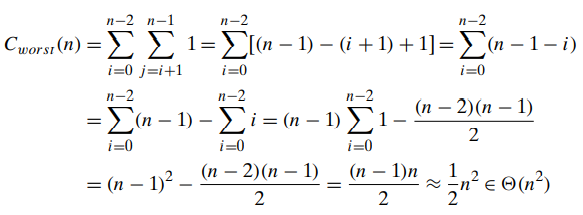 C_worst(n) = ∑_{i=0}^{n−2} ∑_{j=i+1}^{n−1} 1 = ∑_{i=0}^{n−2} [(n − 1) − (i + 1) + 1] = ∑_{i=0}^{n−2} (n − 1 − i)
= ∑_{i=0}^{n−2} (n − 1) − ∑_{i=0}^{n−2} i = (n − 1) ∑_{i=0}^{n−2} 1 − (n − 2)(n − 1)/2
= (n − 1)² − (n − 2)(n − 1)/2 = (n − 1)n/2 ≈ 1/2 n² ∈ Θ(n²)